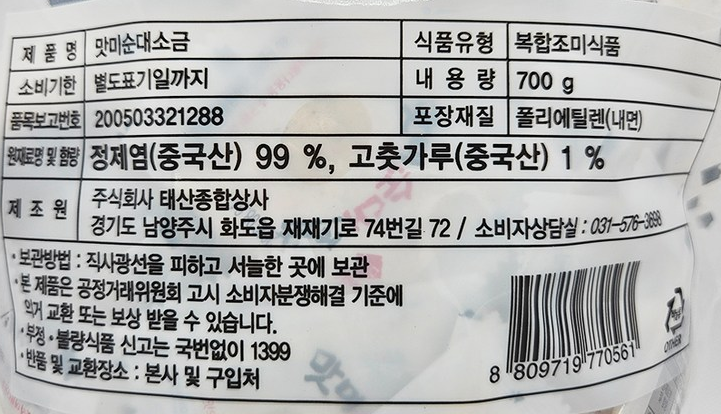 제 품 명 맛미순대소금 식품유형 복합조미식품
소비기한 별도표기일까지 내 용 량 700 g
품목보고번호 200503321288 포장재질 폴리에틸렌(내면)
원재료명 및 함량 정제염(중국산) 99 %, 고춧가루(중국산) 1 %
제 조 원 주식회사 태산종합상사
경기도 남양주시 화도읍 재재기로 74번길 72 / 소비자상담실 : 031-576-3698
· 보관방법 : 직사광선을 피하고 서늘한 곳에 보관
· 본 제품은 공정거래위원회 고시 소비자분쟁해결 기준에
의거 교환 또는 보상 받을 수 있습니다.
· 부정 · 불량식품 신고는 국번없이 1399
· 반품 및 교환장소 : 본사 및 구입처
8 809719 770561
OTHER